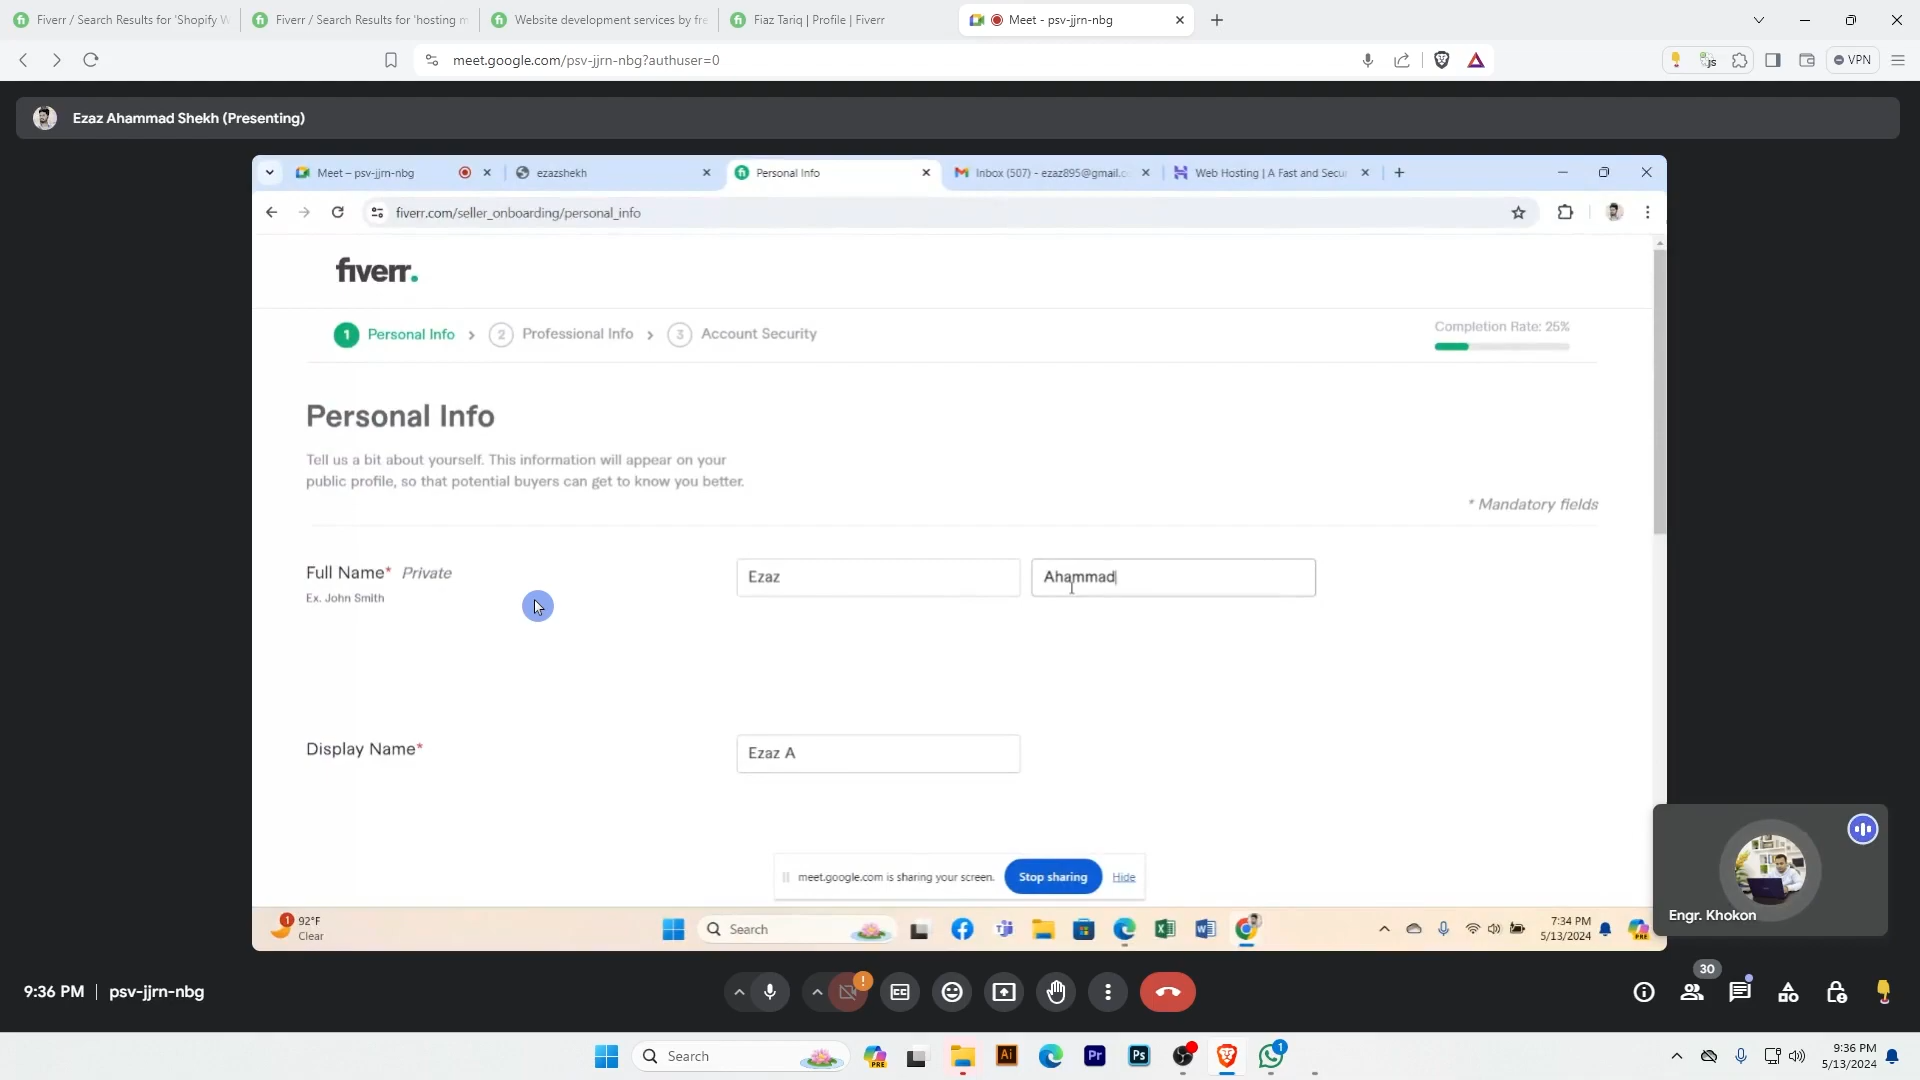 Fiverr / Search Results for 'Shopify W
Fiverr / Search Results for 'hosting m
Website development services by fre
Fiaz Tariq | Profile | Fiverr
Meet - psv-jjrn-nbg
meet.google.com/psv-jjrn-nbg?authuser=0
VPN
Ezaz Ahammad Shekh (Presenting)
Meet – psv-jjrn-nbg
ezazshekh
Personal Info
Inbox (507) - ezaz895@gmail.co
Web Hosting | A Fast and Secur
fiverr.com/seller_onboarding/personal_info
fiverr.
1 Personal Info
2 Professional Info
3 Account Security
Completion Rate: 25%
Personal Info
Tell us a bit about yourself. This information will appear on your
public profile, so that potential buyers can get to know you better.
* Mandatory fields
Full Name* Private
Ezaz
Ahammad
Ex. John Smith
Display Name*
Ezaz A
meet.google.com is sharing your screen.
Stop sharing
Hide
Engr. Khokon
1
92°F
Clear
Search
7:34 PM
5/13/2024
9:36 PM | psv-jjrn-nbg
30
Search
1
9:36 PM
5/13/2024